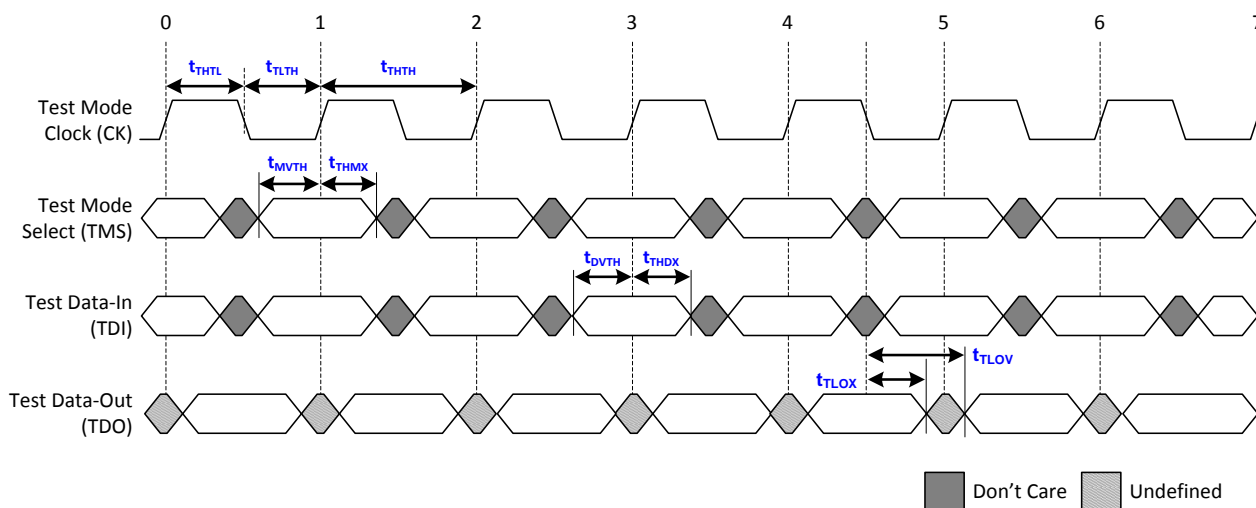 0 1 2 3 4 5 6 7
tTHTL tTLTH tTHTH
Test Mode
Clock (CK)
tMVTH tTHMX
Test Mode
Select (TMS)
tDVTH tTHDX
Test Data-In
(TDI)
tTLOV
tTLOX
Test Data-Out
(TDO)
Don't Care Undefined